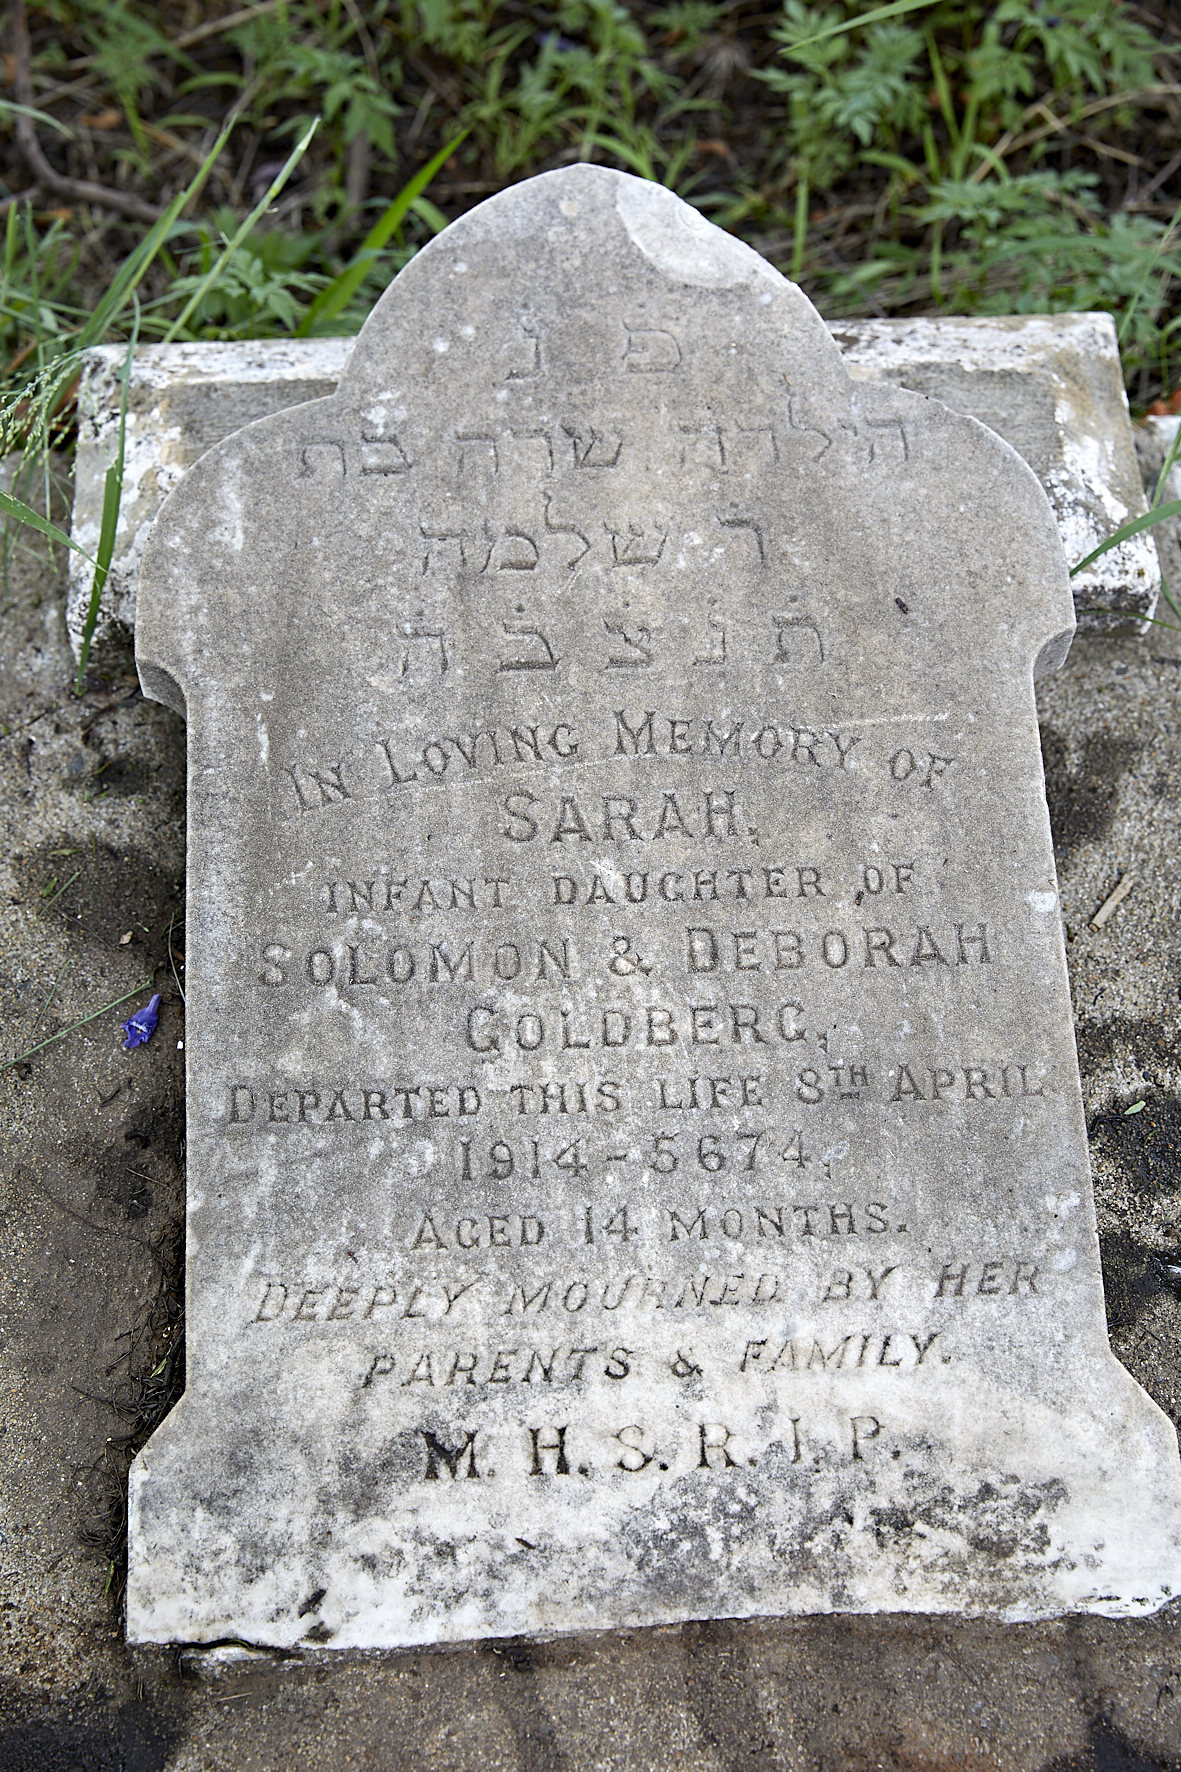 פ נ
הילדה שרה בת
ר׳ שלמה
ת׳ נ׳ צ׳ ב׳ ה׳
IN LOVING MEMORY OF
SARAH,
INFANT DAUGHTER OF
SOLOMON & DEBORAH
GOLDBERG,
DEPARTED THIS LIFE 8TH APRIL
1914-5674,
AGED 14 MONTHS.
DEEPLY MOURNED BY HER
PARENTS & FAMILY.
M.H.S.R.I.P.